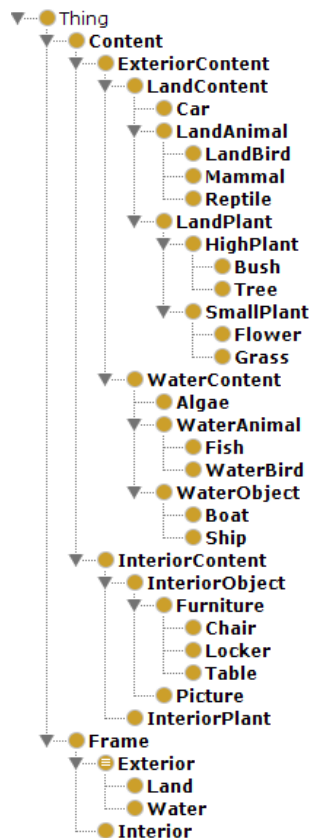 Thing
Content
ExteriorContent
LandContent
Car
LandAnimal
LandBird
Mammal
Reptile
LandPlant
HighPlant
Bush
Tree
SmallPlant
Flower
Grass
WaterContent
Algae
WaterAnimal
Fish
WaterBird
WaterObject
Boat
Ship
InteriorContent
InteriorObject
Furniture
Chair
Locker
Table
Picture
InteriorPlant
Frame
Exterior
Land
Water
Interior